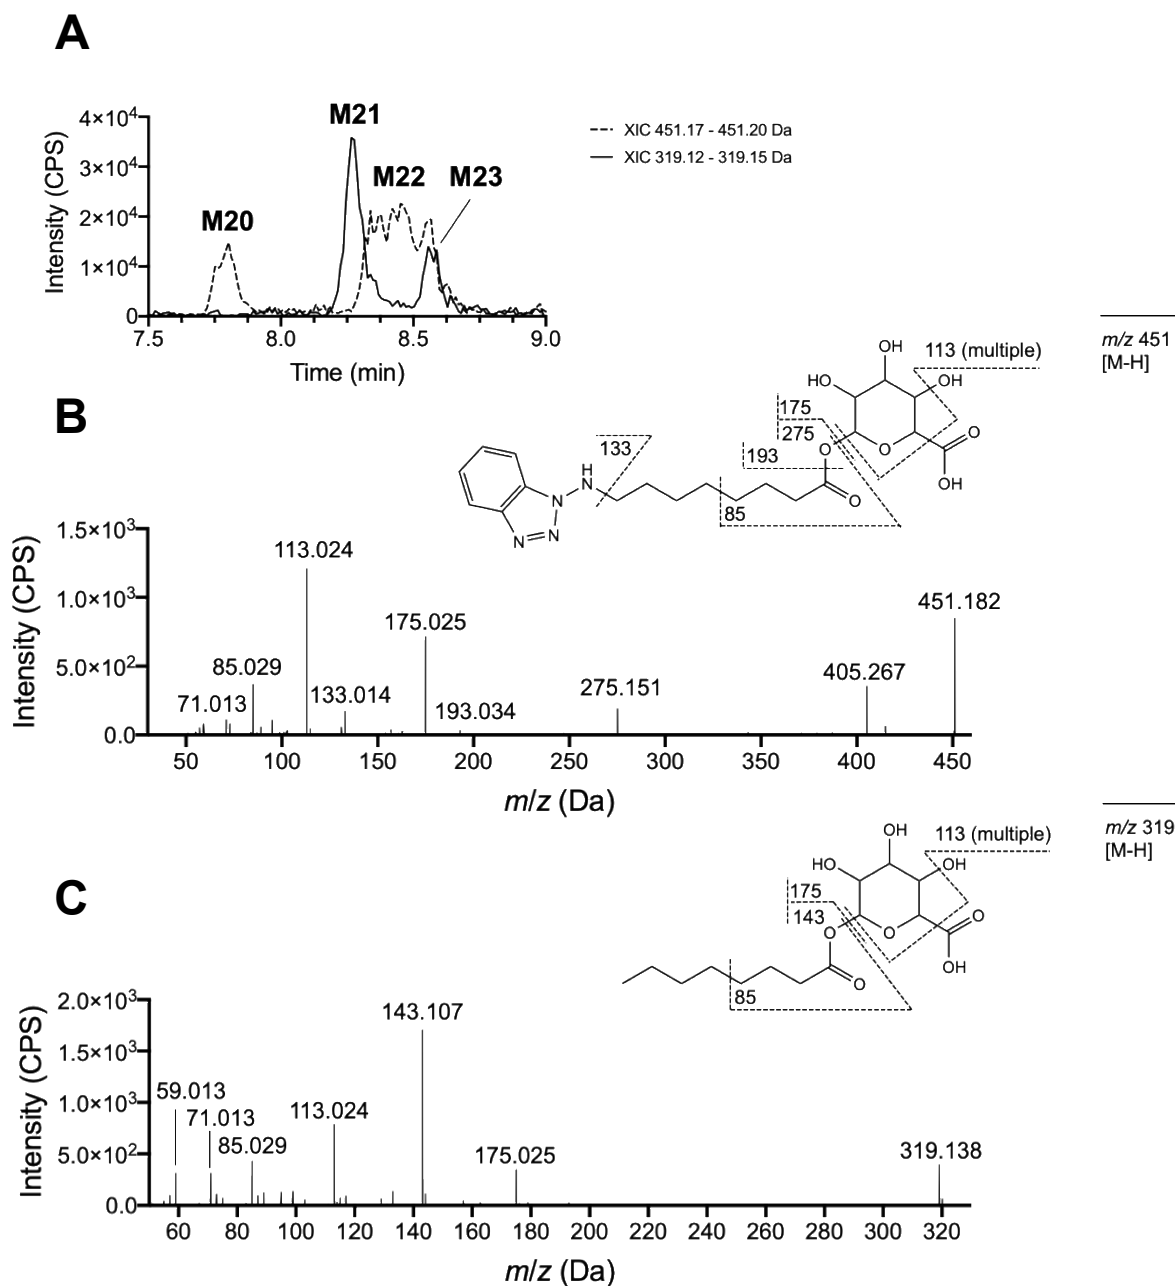 A
Intensity (CPS)
4×10⁴
3×10⁴
2×10⁴
1×10⁴
0
M20
M21
M22
M23
XIC 451.17 - 451.20 Da
XIC 319.12 - 319.15 Da
7.5 8.0 8.5 9.0
Time (min)
m/z 451
[M-H]
B
OH
113 (multiple)
HO
OH
175
275
O
O
O
193
OH
133
H
N
O
85
N
N
N
Intensity (CPS)
1.5×10³
1.0×10³
5.0×10²
0.0
71.013
85.029
113.024
133.014
175.025
193.034
275.151
405.267
451.182
50 100 150 200 250 300 350 400 450
m/z (Da)
m/z 319
[M-H]
C
OH
113 (multiple)
HO
OH
175
143
O
O
O
OH
O
85
Intensity (CPS)
2.0×10³
1.5×10³
1.0×10³
5.0×10²
0.0
59.013
71.013
85.029
113.024
143.107
175.025
319.138
60 80 100 120 140 160 180 200 220 240 260 280 300 320
m/z (Da)